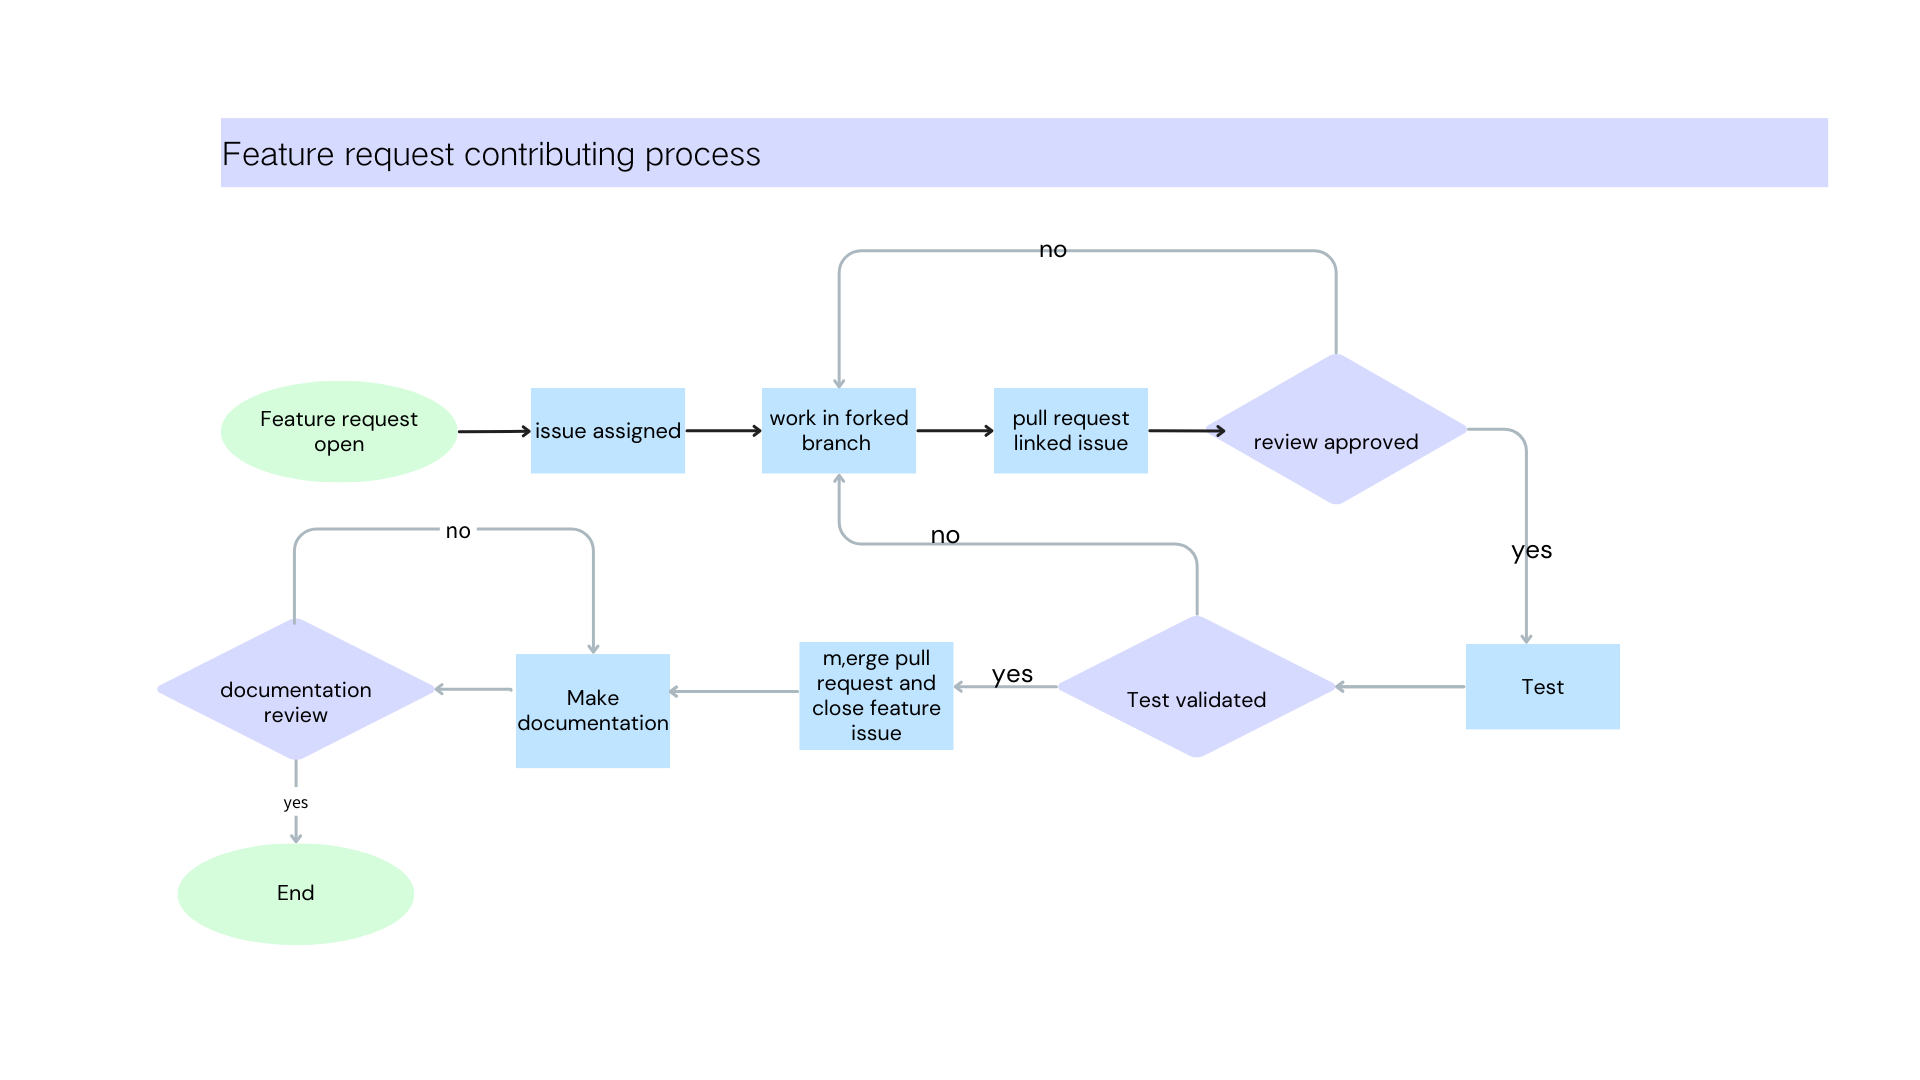 Feature request contributing process
no
Feature request
open
issue assigned
work in forked
branch
pull request
linked issue
review approved
no
no
yes
documentation
review
Make
documentation
m,erge pull
request and
close feature
issue
yes
Test validated
Test
yes
End